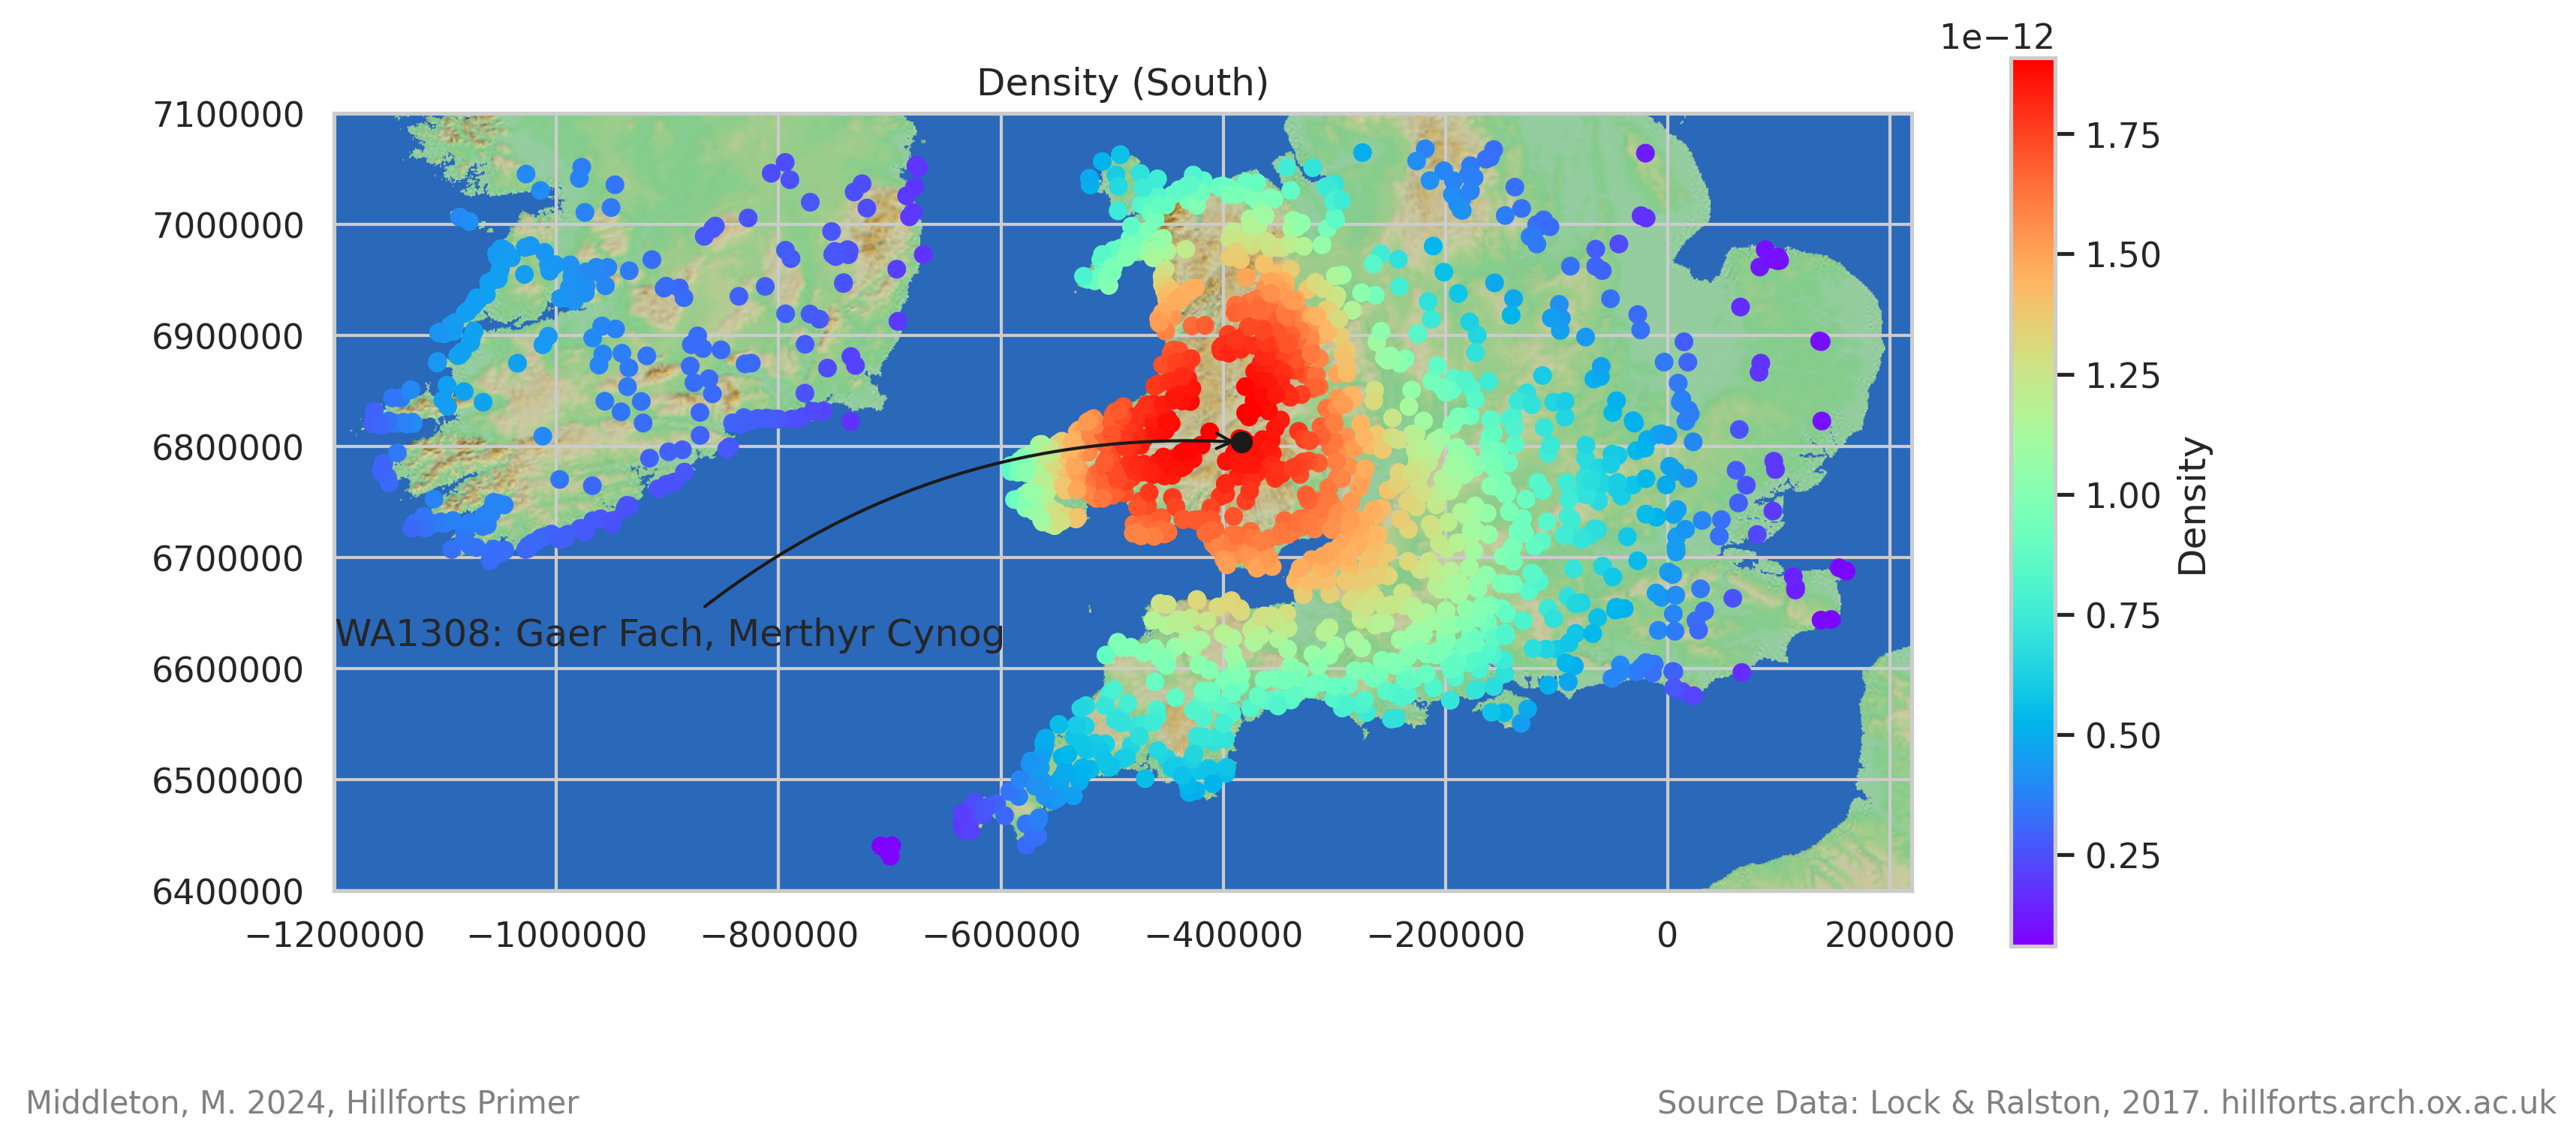 1e−12
Density (South)
7100000
7000000
6900000
6800000
6700000
6600000
6500000
6400000
WA1308: Gaer Fach, Merthyr Cynog
−1200000 −1000000 −800000 −600000 −400000 −200000 0 200000
1.75
1.50
1.25
1.00
0.75
0.50
0.25
Density
Middleton, M. 2024, Hillforts Primer
Source Data: Lock & Ralston, 2017. hillforts.arch.ox.ac.uk